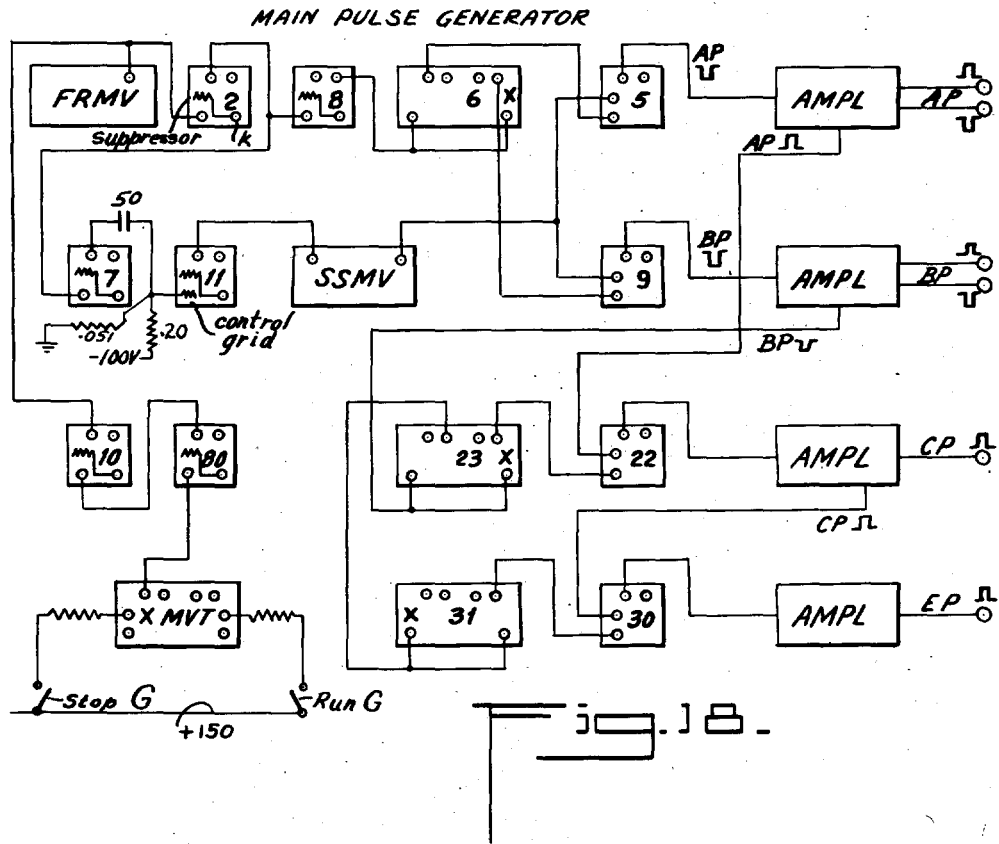 MAIN PULSE GENERATOR
FRMV
2
suppressor
k
8
6 X
5
AP
AMPL
AP
AP
50
7
11
control
grid
.051
.20
-100V
SSMV
9
BP
AMPL
BP
BP
10
80
23 X
22
AMPL
CP
CP
X MVT
X 31
30
AMPL
EP
Stop G
+150
Run G